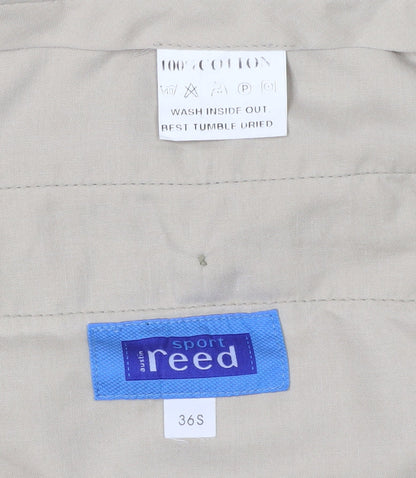 100% COTTON
P
WASH INSIDE OUT.
BEST TUMBLE DRIED
sport
austin reed
36S